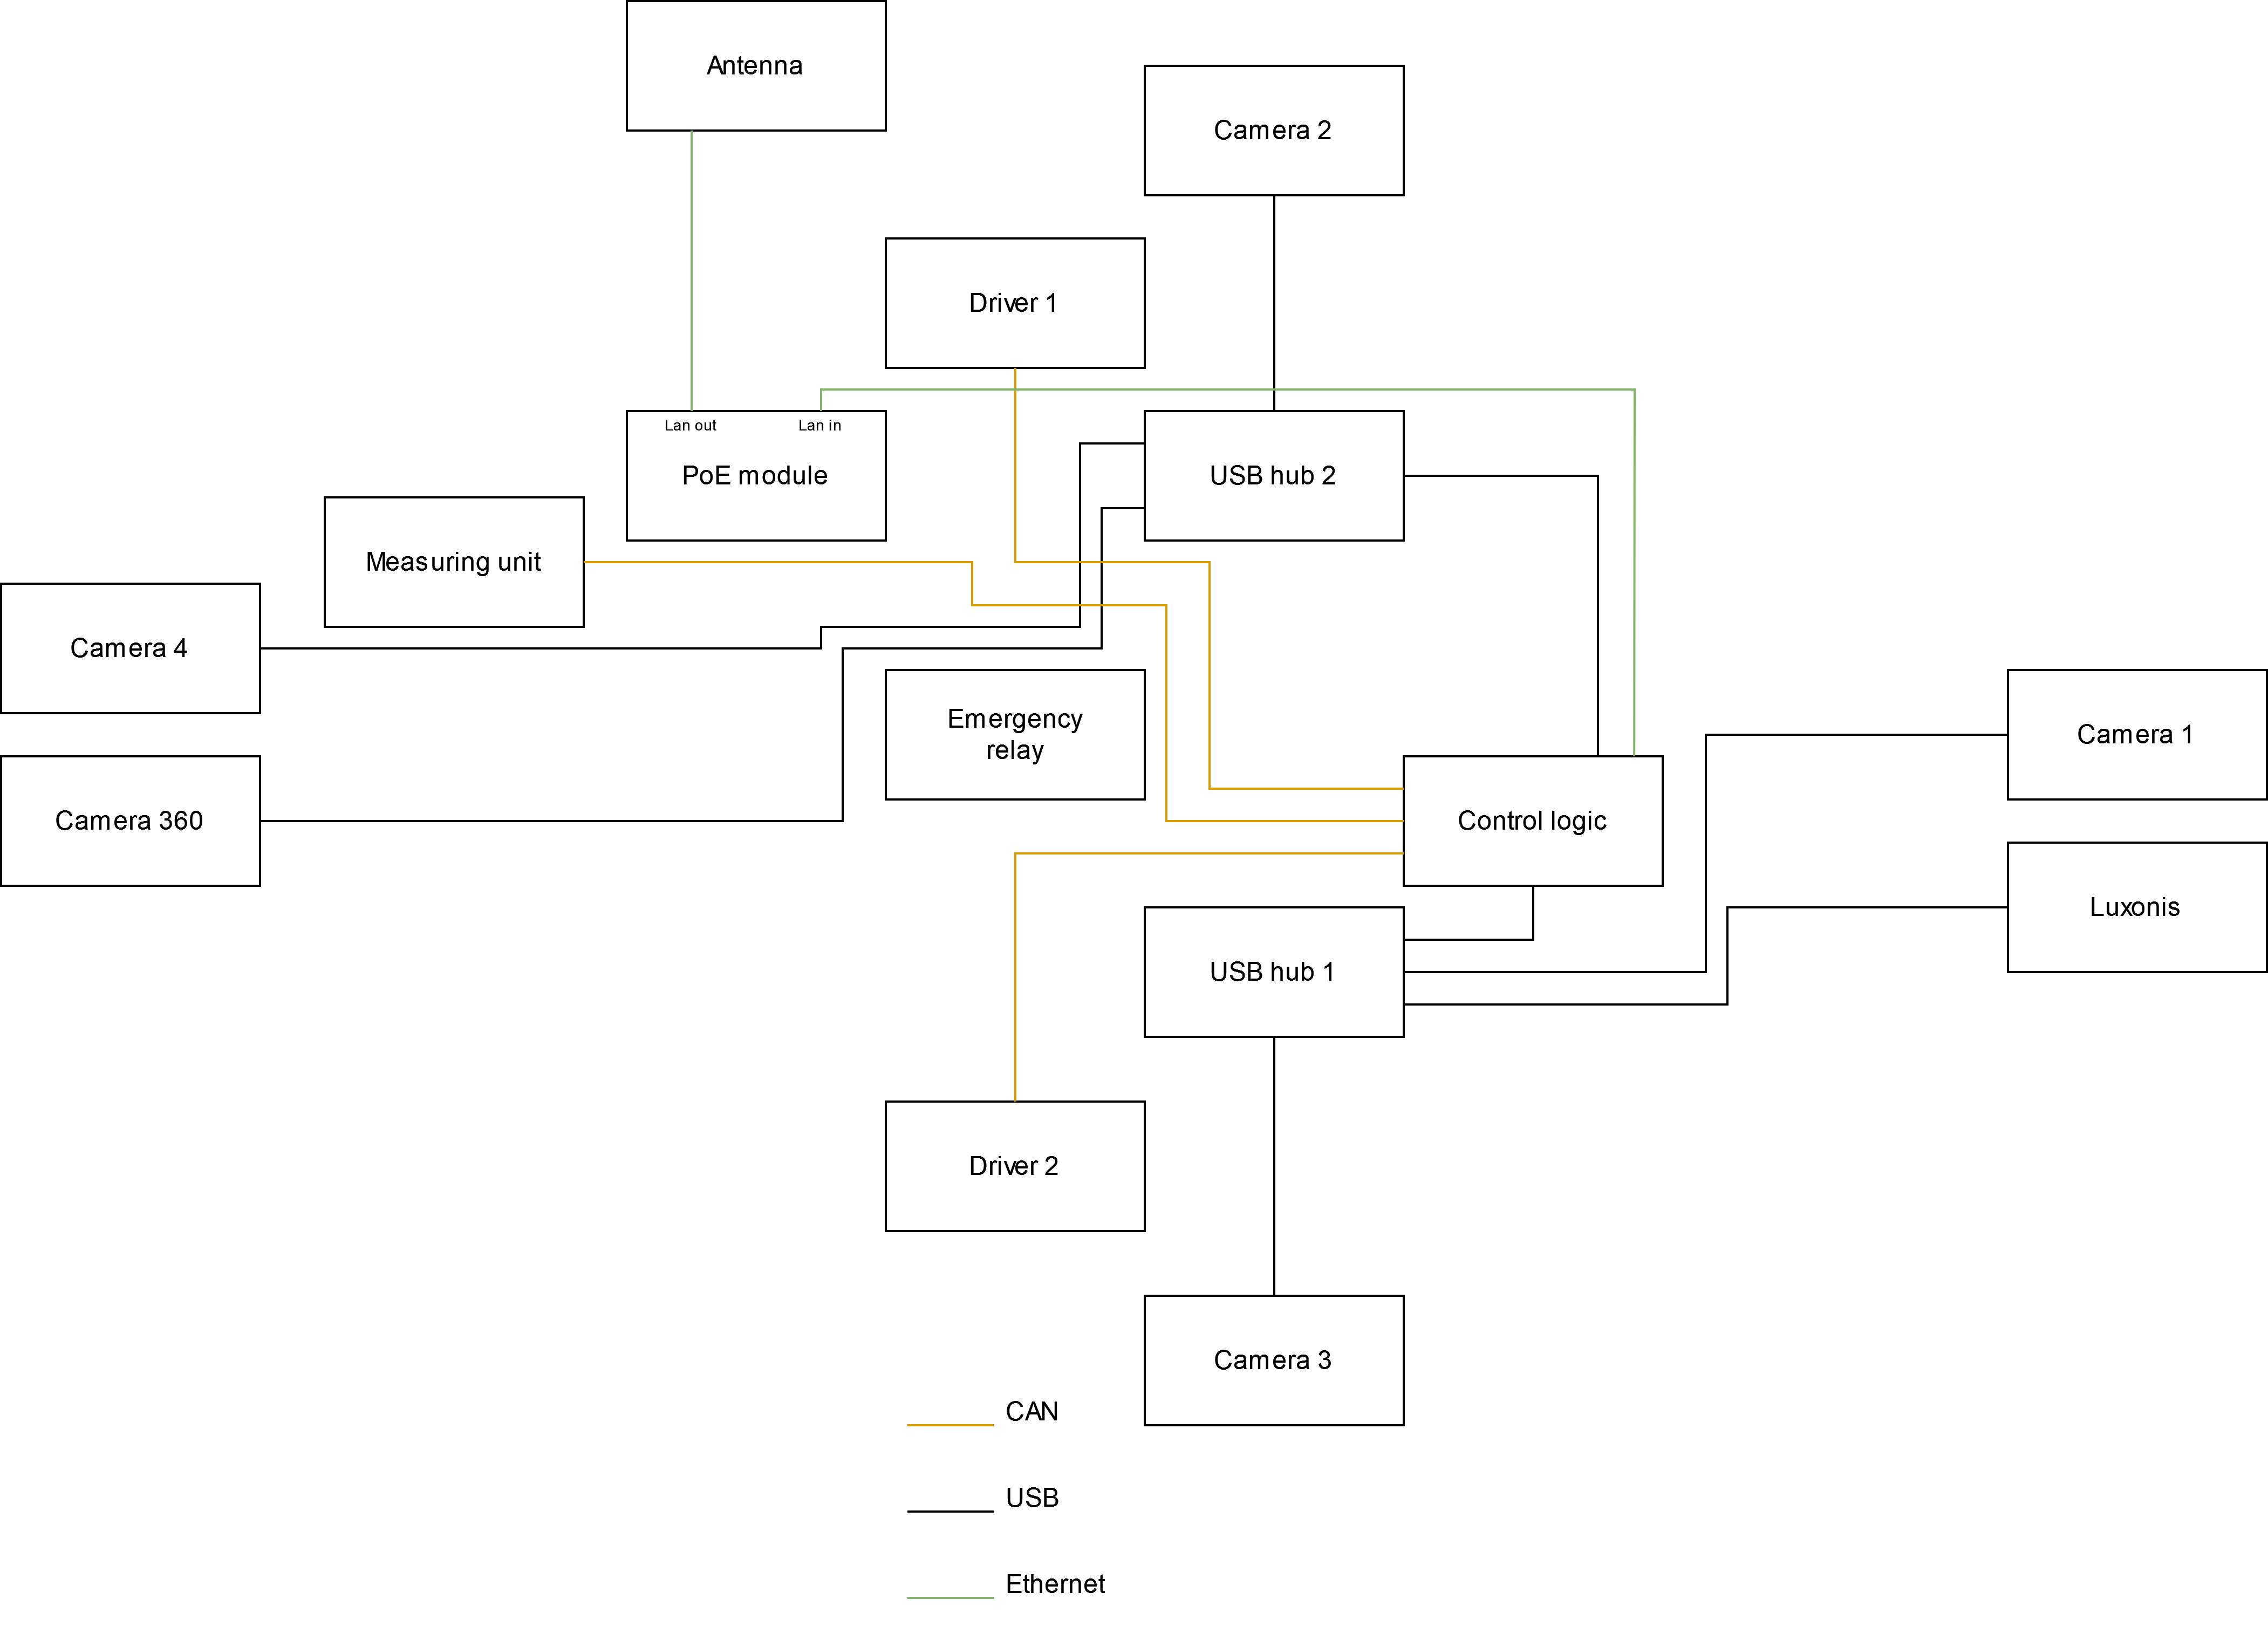 Antenna
Camera 2
Driver 1
Lan out
Lan in
PoE module
USB hub 2
Measuring unit
Camera 4
Emergency
relay
Camera 1
Camera 360
Control logic
Luxonis
USB hub 1
Driver 2
Camera 3
CAN
USB
Ethernet